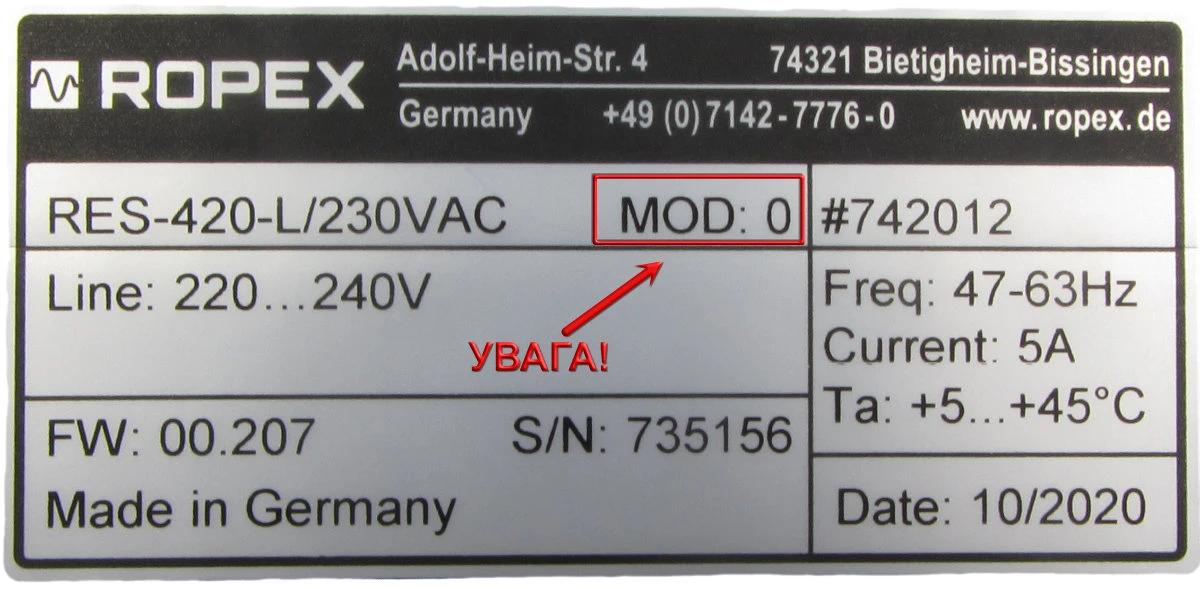 ROPEX
Adolf-Heim-Str. 4 74321 Bietigheim-Bissingen
Germany +49 (0)7142-7776-0 www.ropex.de
RES-420-L/230VAC MOD: 0 #742012
Line: 220...240V
Freq: 47-63Hz
Current: 5A
Ta: +5...+45°C
УВАГА!
FW: 00.207 S/N: 735156
Made in Germany
Date: 10/2020